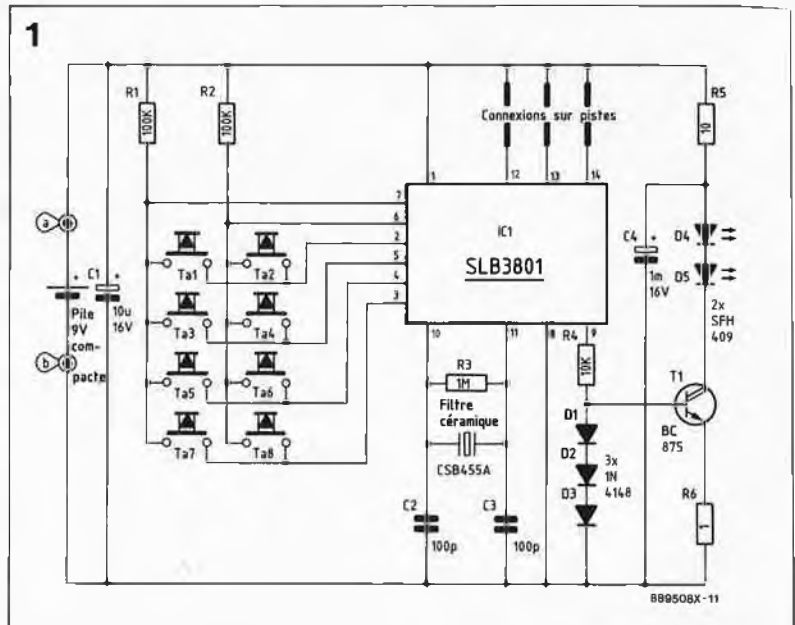 1
R1
100K
R2
100K
Connexions sur pistes
R5
10
1
12
13
14
7
6
2
5
4
3
IC1
SLB3801
a
b
+
Pile
9V
com-
pacte
C1
+
10u
16V
Ta1
Ta2
Ta3
Ta4
Ta5
Ta6
Ta7
Ta8
10
11
8
9
R3
1M
Filtre
céramique
CSB455A
C2
100p
C3
100p
R4
10K
D1
D2
D3
3x
1N
4148
C4
+
1m
16V
D4
D5
2x
SFH
409
T1
BC
875
R6
1
BB9508X-11